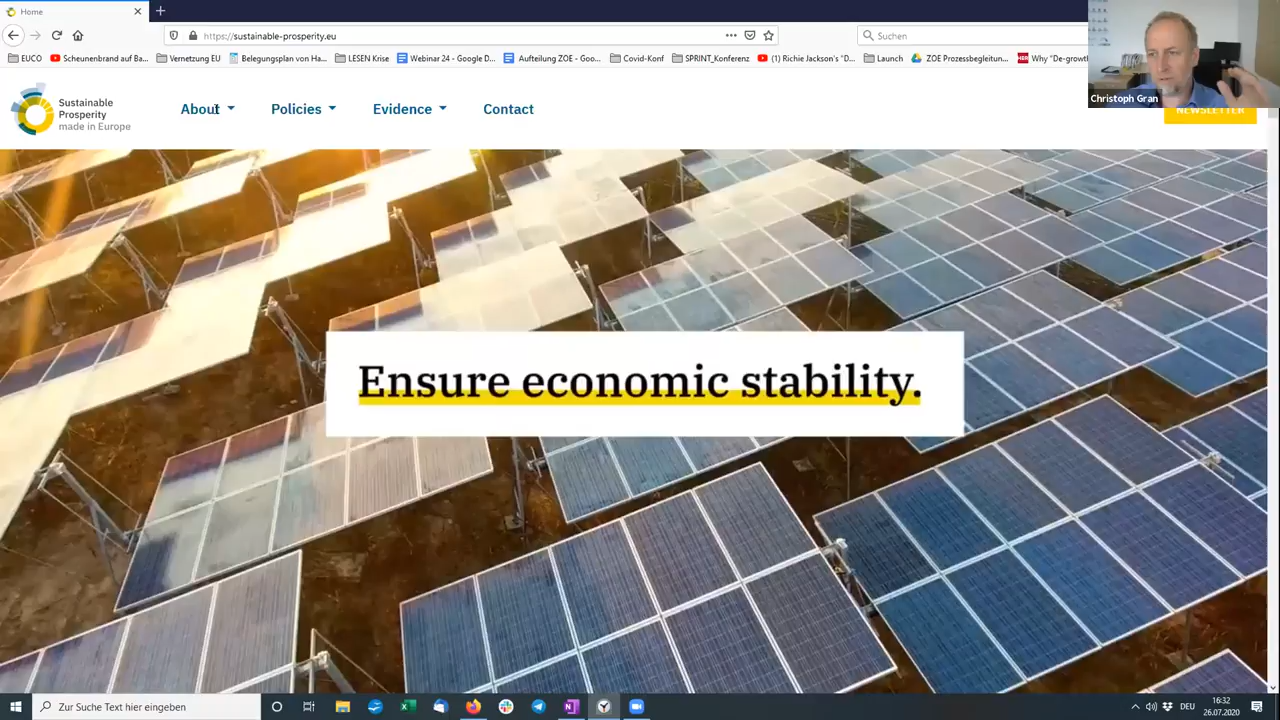 Home
https://sustainable-prosperity.eu
Suchen
EUCO
Scheunenbrand auf Ba...
Vernetzung EU
Belegungsplan von Ha...
LESEN Krise
Webinar 24 - Google D...
Aufteilung ZOE - Goo...
Covid-Konf
SPRINT_Konferenz
(1) Richie Jackson's "D...
Launch
ZOE Prozessbegleitun...
Why "De-growth
Christoph Gran
Sustainable
Prosperity
made in Europe
About
Policies
Evidence
Contact
NEWSLETTER
Ensure economic stability.
Zur Suche Text hier eingeben
DEU
16:32
26.07.2020